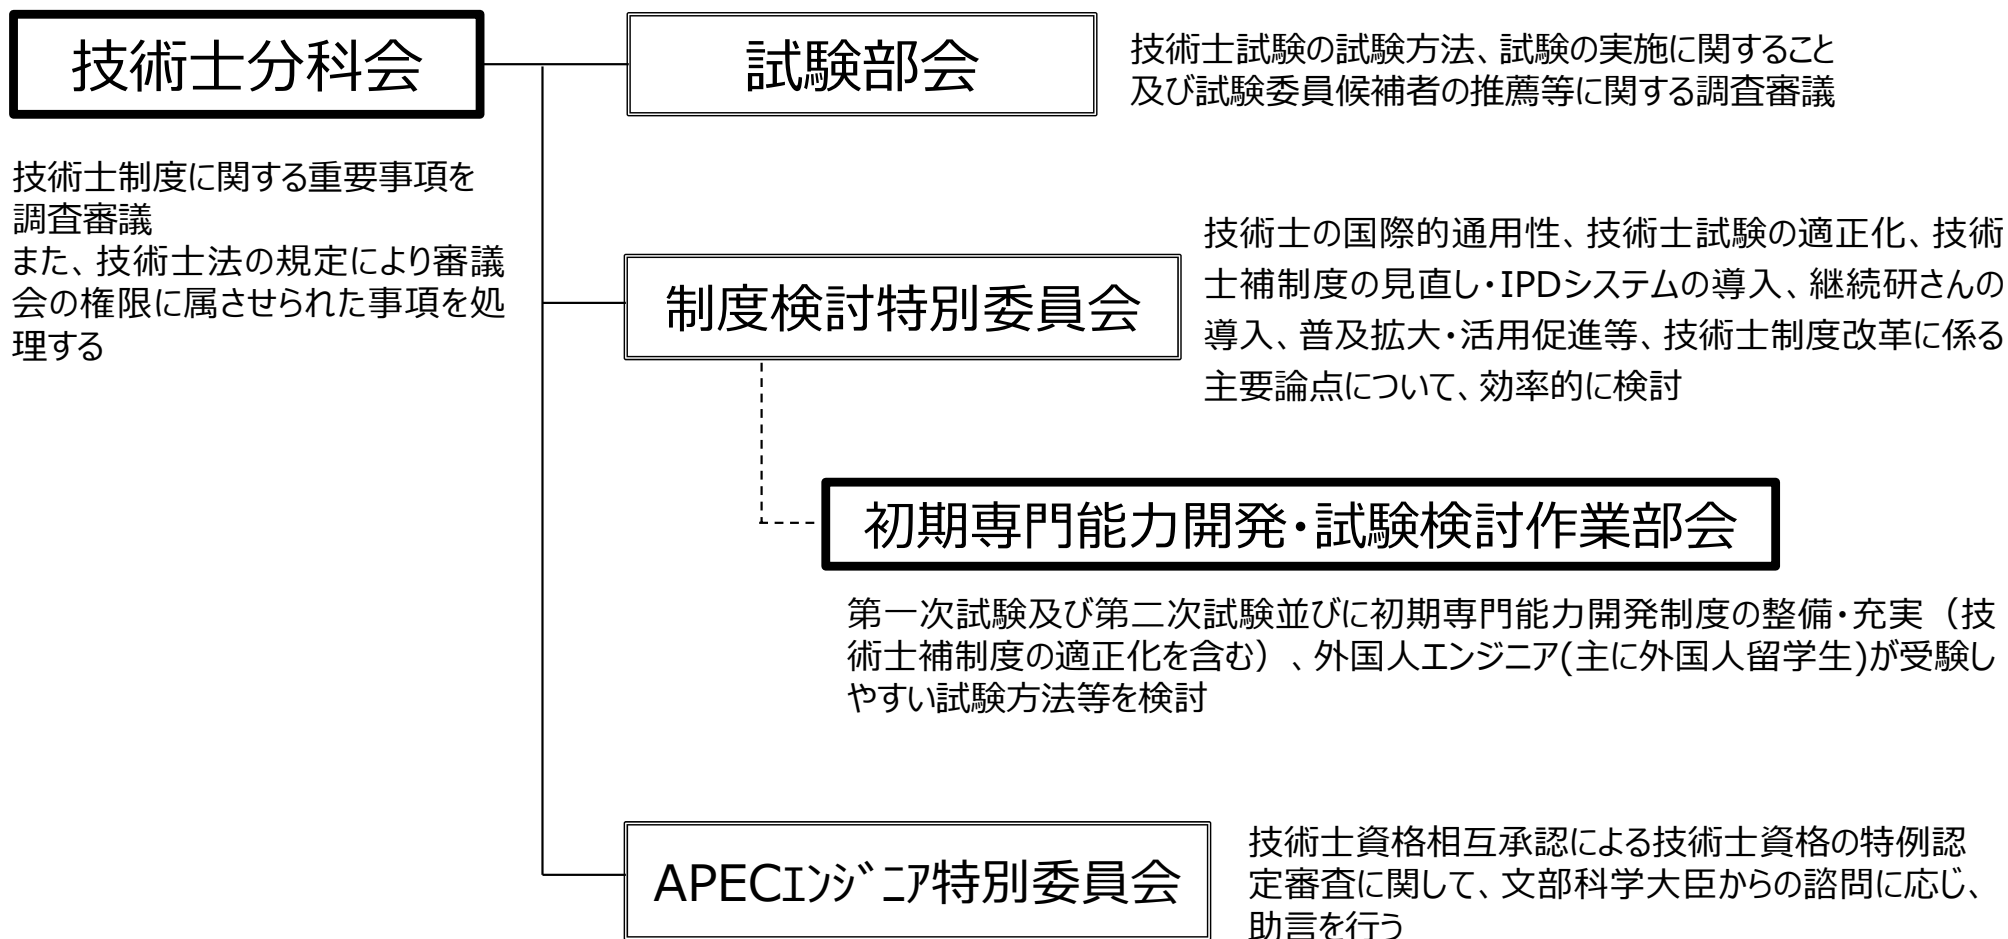 技術士分科会
試験部会
技術士試験の試験方法、試験の実施に関すること
及び試験委員候補者の推薦等に関する調査審議
技術士制度に関する重要事項を
調査審議
また、技術士法の規定により審議
会の権限に属させられた事項を処
理する
制度検討特別委員会
技術士の国際的通用性、技術士試験の適正化、技術
士補制度の見直し・IPDシステムの導入、継続研さんの
導入、普及拡大・活用促進等、技術士制度改革に係る
主要論点について、効率的に検討
初期専門能力開発・試験検討作業部会
第一次試験及び第二次試験並びに初期専門能力開発制度の整備・充実（技
術士補制度の適正化を含む）、外国人エンジニア(主に外国人留学生)が受験し
やすい試験方法等を検討
APECｴﾝｼﾞﾆｱ特別委員会
技術士資格相互承認による技術士資格の特例認
定審査に関して、文部科学大臣からの諮問に応じ、
助言を行う